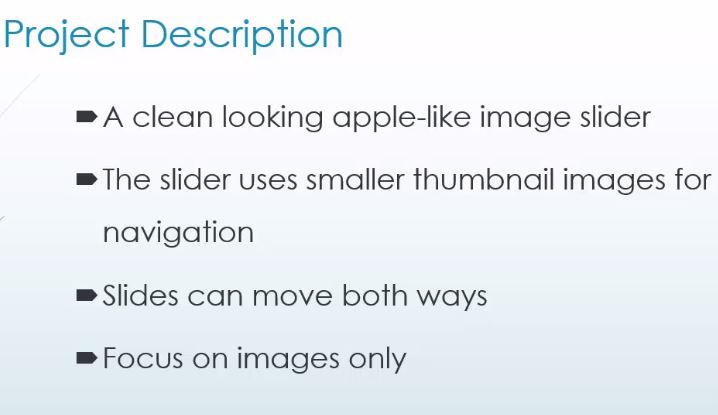 Project Description
A clean looking apple-like image slider
The slider uses smaller thumbnail images for
navigation
Slides can move both ways
Focus on images only